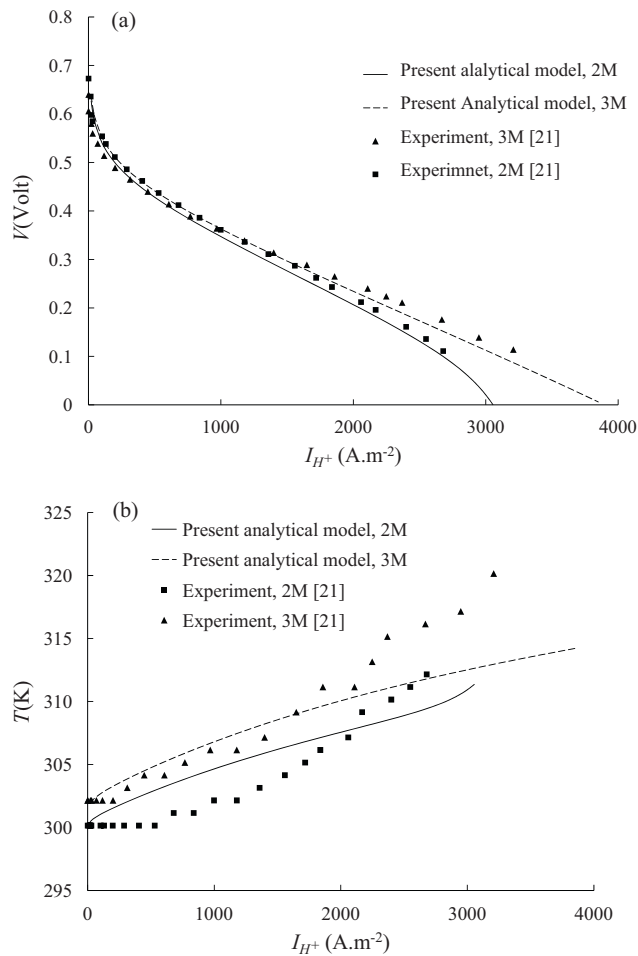 (a)
0.8
0.7
0.6
0.5
0.4
0.3
0.2
0.1
0
V(Volt)
Present alalytical model, 2M
Present Analytical model, 3M
Experiment, 3M [21]
Experimnet, 2M [21]
0 1000 2000 3000 4000
I_H+ (A.m-2)
(b)
325
320
315
310
305
300
295
T(K)
Present analytical model, 2M
Present analytical model, 3M
Experiment, 2M [21]
Experiment, 3M [21]
0 1000 2000 3000 4000
I_H+ (A.m-2)